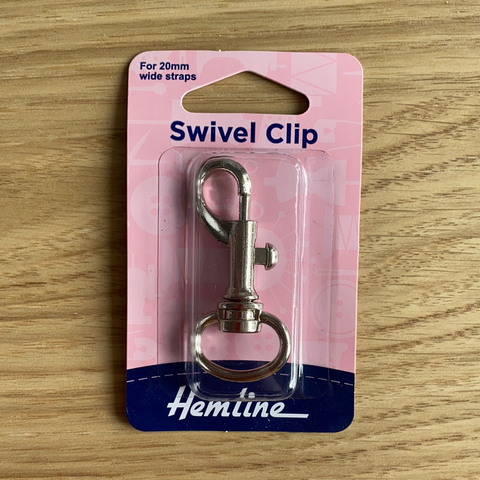 For 20mm
wide straps
Swivel Clip
Hemline